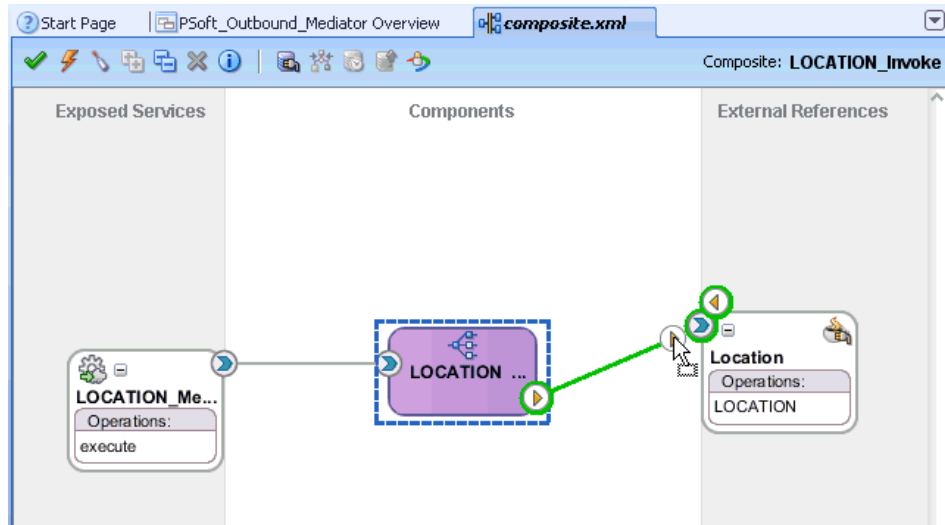 Start Page
PSoft_Outbound_Mediator Overview
composite.xml
Composite: LOCATION_Invoke
Exposed Services
Components
External References
LOCATION_Me...
Operations:
execute
LOCATION ...
Location
Operations:
LOCATION